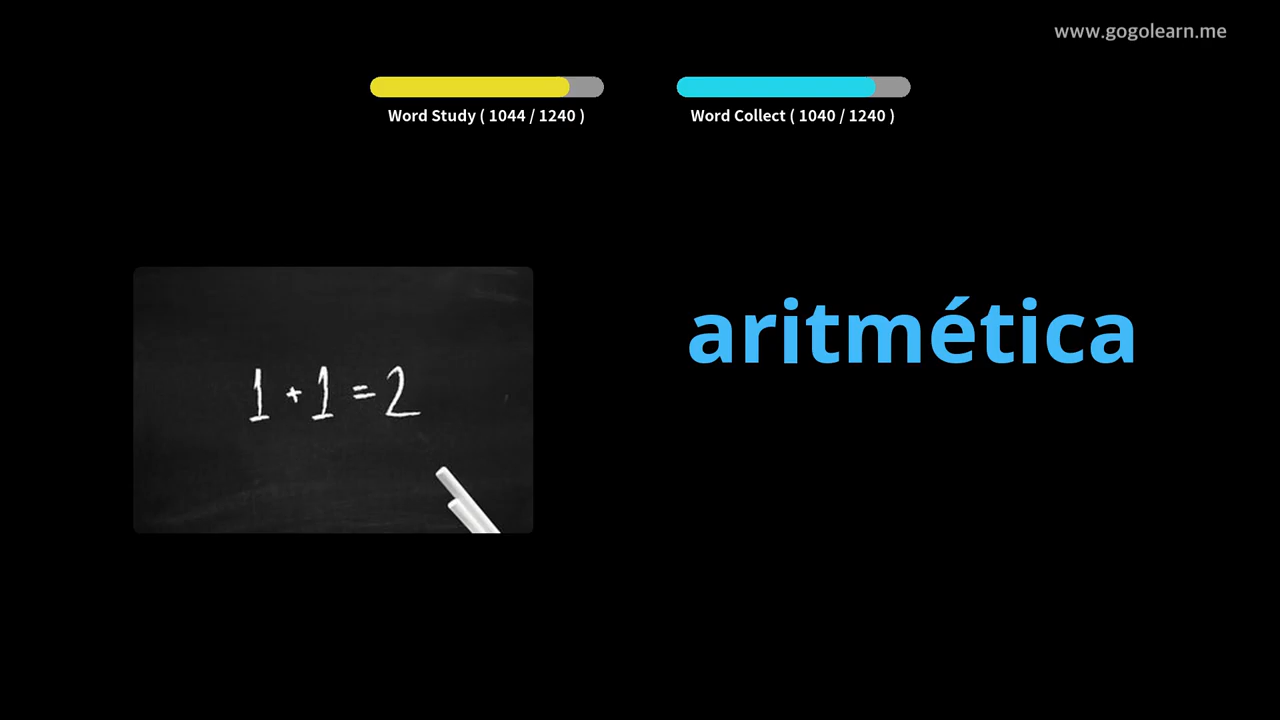 www.gogolearn.me
Word Study ( 1044 / 1240 )
Word Collect ( 1040 / 1240 )
aritmética
1 + 1 = 2